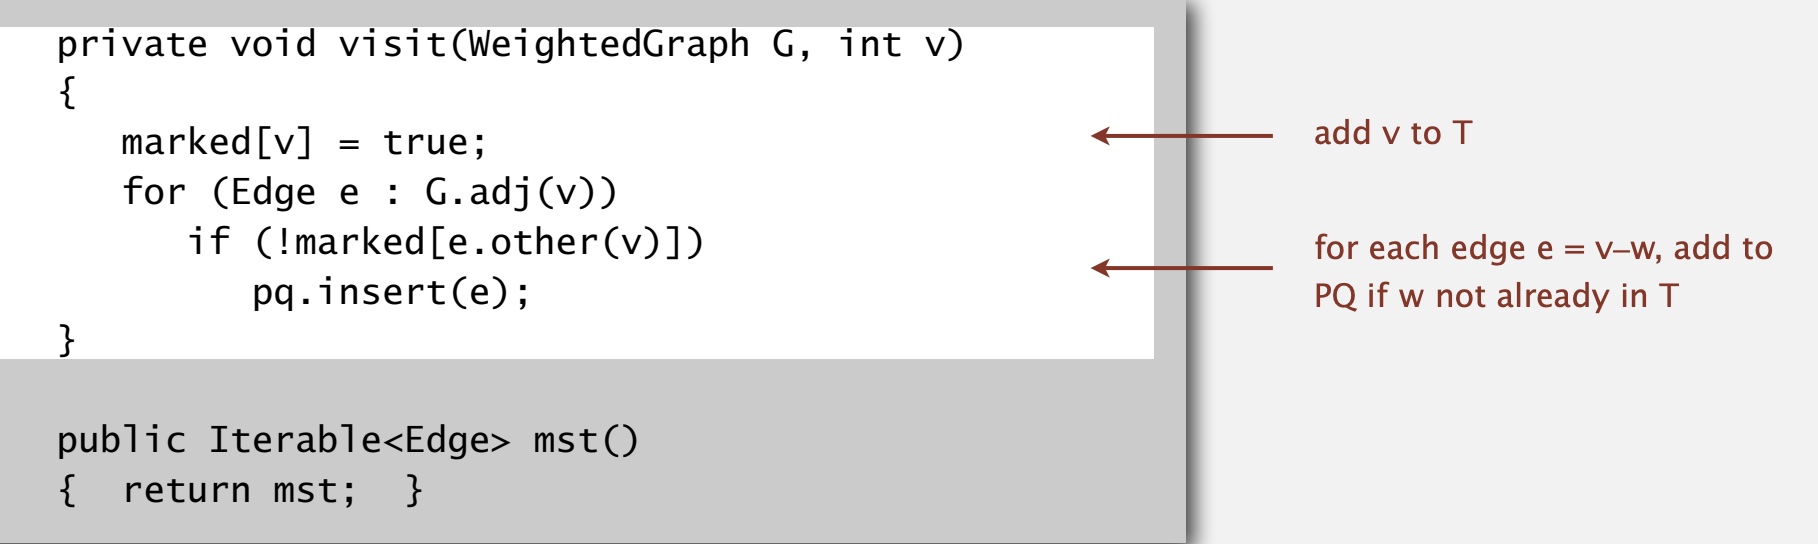 private void visit(WeightedGraph G, int v)
{
marked[v] = true;
add v to T
for (Edge e : G.adj(v))
if (!marked[e.other(v)])
pq.insert(e);
for each edge e = v–w, add to
PQ if w not already in T
}
public Iterable<Edge> mst()
{ return mst; }